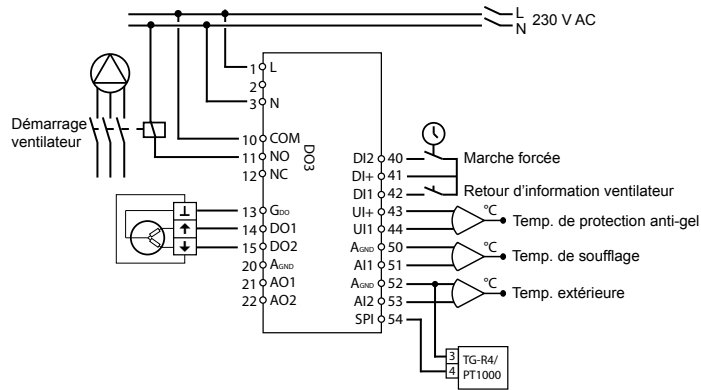 L
N
230 V AC
1 L
2
3 N
Démarrage
ventilateur
10 COM
11 NO
12 NC
DO3
13 GDO
14 DO1
15 DO2
20 AGND
21 AO1
22 AO2
DI2 40
DI+ 41
DI1 42
UI+ 43
UI1 44
AGND 50
AI1 51
AGND 52
AI2 53
SPI 54
Marche forcée
Retour d'information ventilateur
°C
Temp. de protection anti-gel
°C
Temp. de soufflage
°C
Temp. extérieure
3
4
TG-R4/
PT1000